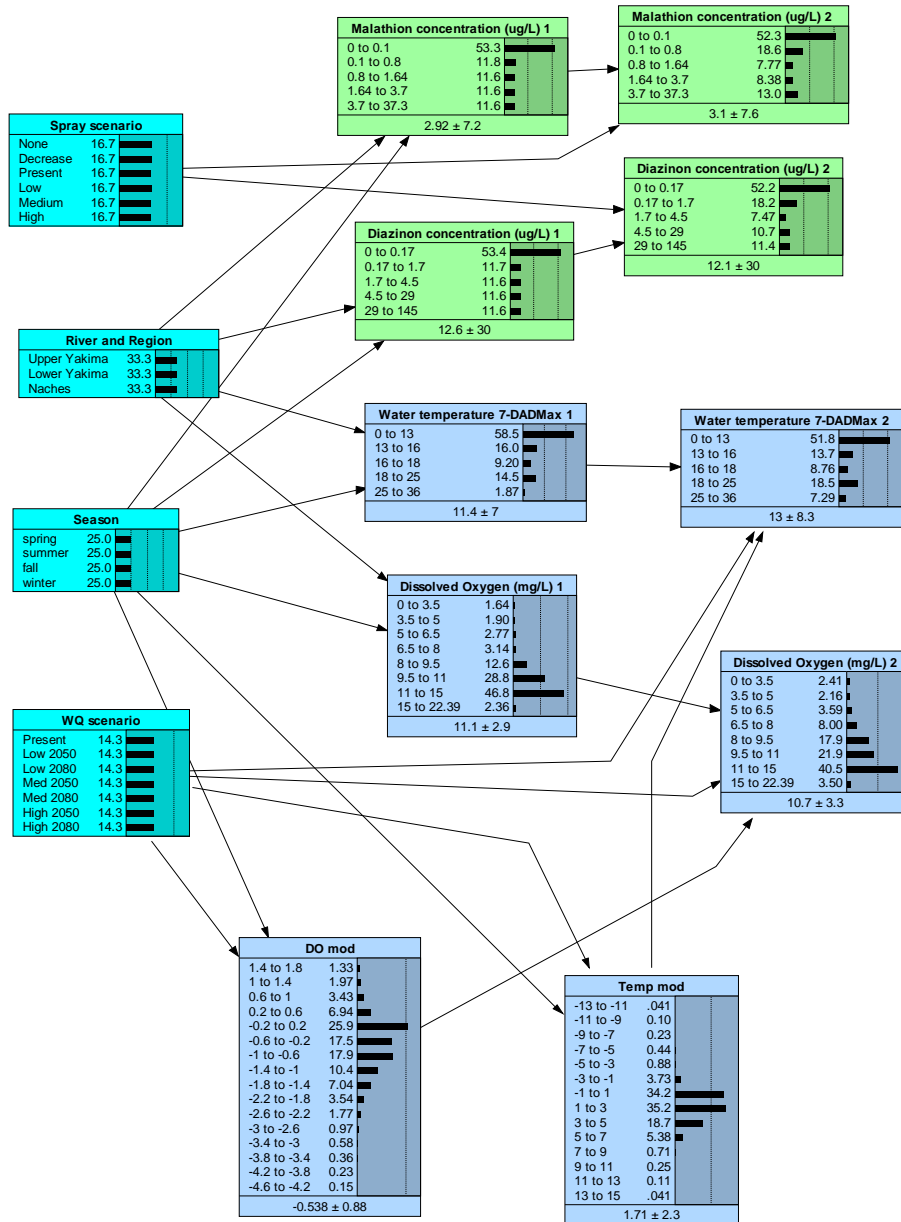 Malathion concentration (ug/L) 1
0 to 0.1 53.3
0.1 to 0.8 11.8
0.8 to 1.64 11.6
1.64 to 3.7 11.6
3.7 to 37.3 11.6
2.92 ± 7.2
Malathion concentration (ug/L) 2
0 to 0.1 52.3
0.1 to 0.8 18.6
0.8 to 1.64 7.77
1.64 to 3.7 8.38
3.7 to 37.3 13.0
3.1 ± 7.6
Spray scenario
None 16.7
Decrease 16.7
Present 16.7
Low 16.7
Medium 16.7
High 16.7
Diazinon concentration (ug/L) 2
0 to 0.17 52.2
0.17 to 1.7 18.2
1.7 to 4.5 7.47
4.5 to 29 10.7
29 to 145 11.4
12.1 ± 30
Diazinon concentration (ug/L) 1
0 to 0.17 53.4
0.17 to 1.7 11.7
1.7 to 4.5 11.6
4.5 to 29 11.6
29 to 145 11.6
12.6 ± 30
River and Region
Upper Yakima 33.3
Lower Yakima 33.3
Naches 33.3
Water temperature 7-DADMax 1
0 to 13 58.5
13 to 16 16.0
16 to 18 9.20
18 to 25 14.5
25 to 36 1.87
11.4 ± 7
Water temperature 7-DADMax 2
0 to 13 51.8
13 to 16 13.7
16 to 18 8.76
18 to 25 18.5
25 to 36 7.29
13 ± 8.3
Season
spring 25.0
summer 25.0
fall 25.0
winter 25.0
Dissolved Oxygen (mg/L) 1
0 to 3.5 1.64
3.5 to 5 1.90
5 to 6.5 2.77
6.5 to 8 3.14
8 to 9.5 12.6
9.5 to 11 28.8
11 to 15 46.8
15 to 22.39 2.36
11.1 ± 2.9
Dissolved Oxygen (mg/L) 2
0 to 3.5 2.41
3.5 to 5 2.16
5 to 6.5 3.59
6.5 to 8 8.00
8 to 9.5 17.9
9.5 to 11 21.9
11 to 15 40.5
15 to 22.39 3.50
10.7 ± 3.3
WQ scenario
Present 14.3
Low 2050 14.3
Low 2080 14.3
Med 2050 14.3
Med 2080 14.3
High 2050 14.3
High 2080 14.3
DO mod
1.4 to 1.8 1.33
1 to 1.4 1.97
0.6 to 1 3.43
0.2 to 0.6 6.94
-0.2 to 0.2 25.9
-0.6 to -0.2 17.5
-1 to -0.6 17.9
-1.4 to -1 10.4
-1.8 to -1.4 7.04
-2.2 to -1.8 3.54
-2.6 to -2.2 1.77
-3 to -2.6 0.97
-3.4 to -3 0.58
-3.8 to -3.4 0.36
-4.2 to -3.8 0.23
-4.6 to -4.2 0.15
-0.538 ± 0.88
Temp mod
-13 to -11 .041
-11 to -9 0.10
-9 to -7 0.23
-7 to -5 0.44
-5 to -3 0.88
-3 to -1 3.73
-1 to 1 34.2
1 to 3 35.2
3 to 5 18.7
5 to 7 5.38
7 to 9 0.71
9 to 11 0.25
11 to 13 0.11
13 to 15 .041
1.71 ± 2.3